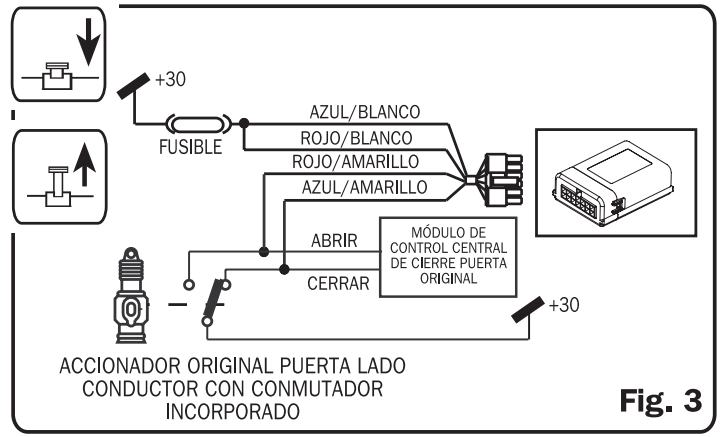 +30
FUSIBLE
AZUL/BLANCO
ROJO/BLANCO
ROJO/AMARILLO
AZUL/AMARILLO
ABRIR
CERRAR
MÓDULO DE
CONTROL CENTRAL
DE CIERRE PUERTA
ORIGINAL
+30
ACCIONADOR ORIGINAL PUERTA LADO
CONDUCTOR CON CONMUTADOR
INCORPORADO
Fig. 3